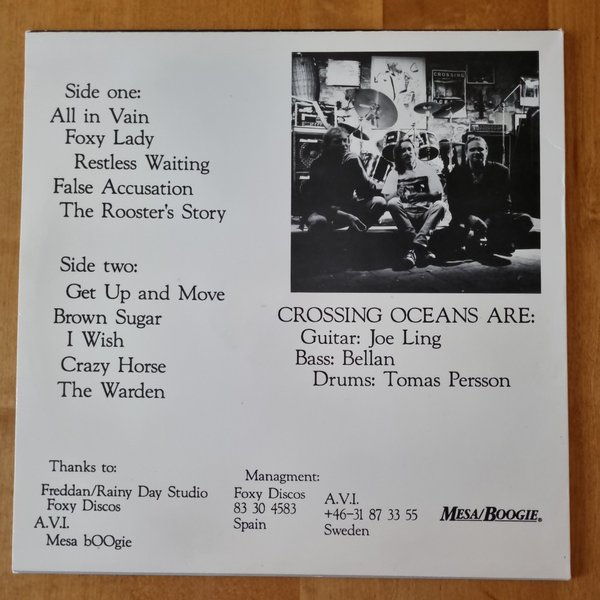 Side one:
All in Vain
Foxy Lady
Restless Waiting
False Accusation
The Rooster's Story
Side two:
Get Up and Move
Brown Sugar
I Wish
Crazy Horse
The Warden
CROSSING
CROSSING OCEANS ARE:
Guitar: Joe Ling
Bass: Bellan
Drums: Tomas Persson
Thanks to:
Freddan/Rainy Day Studio
Foxy Discos
A.V.I.
Mesa bOOgie
Managment:
Foxy Discos
83 30 4583
Spain
A.V.I.
+46-31 87 33 55
Sweden
MESA/BOOGIE®